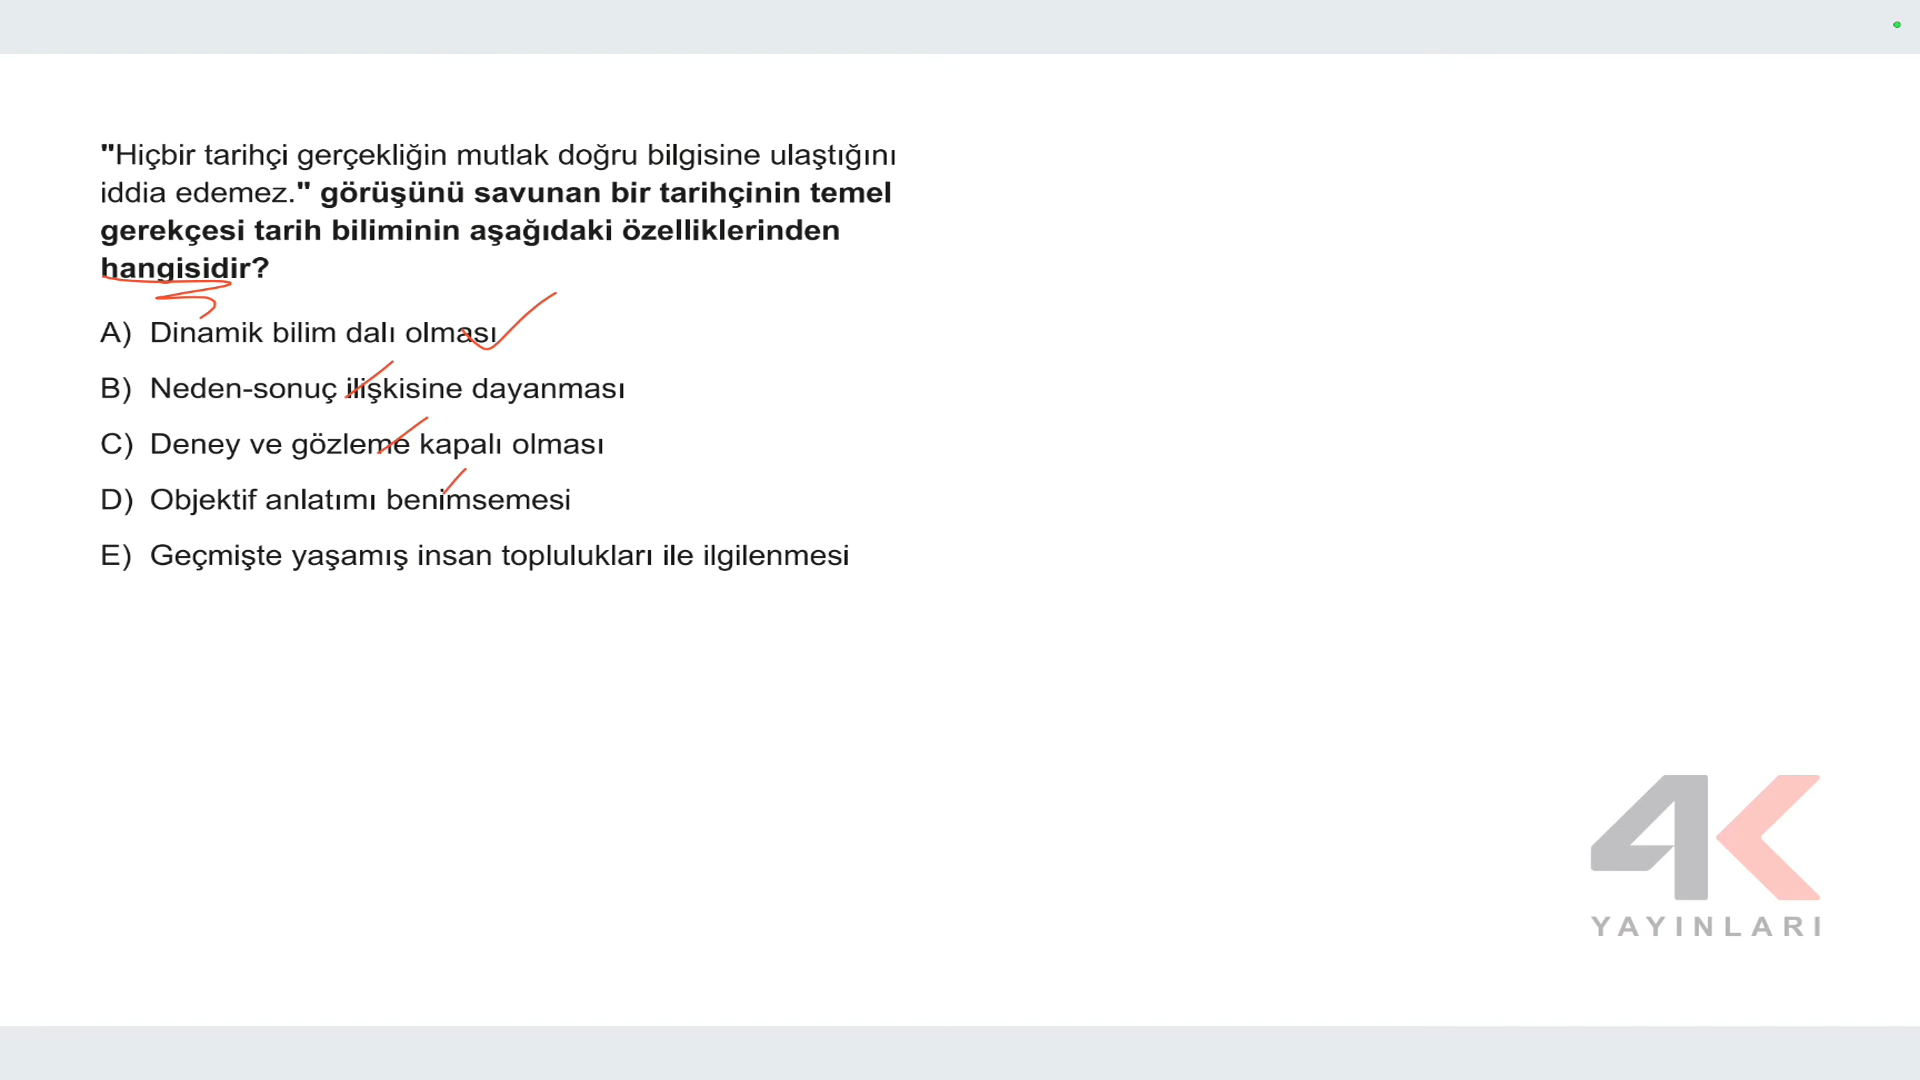 "Hiçbir tarihçi gerçekliğin mutlak doğru bilgisine ulaştığını
iddia edemez." görüşünü savunan bir tarihçinin temel
gerekçesi tarih biliminin aşağıdaki özelliklerinden
hangisidir?
A) Dinamik bilim dalı olması
B) Neden-sonuç ilişkisine dayanması
C) Deney ve gözleme kapalı olması
D) Objektif anlatımı benimsemesi
E) Geçmişte yaşamış insan toplulukları ile ilgilenmesi
4K
YAYINLARI